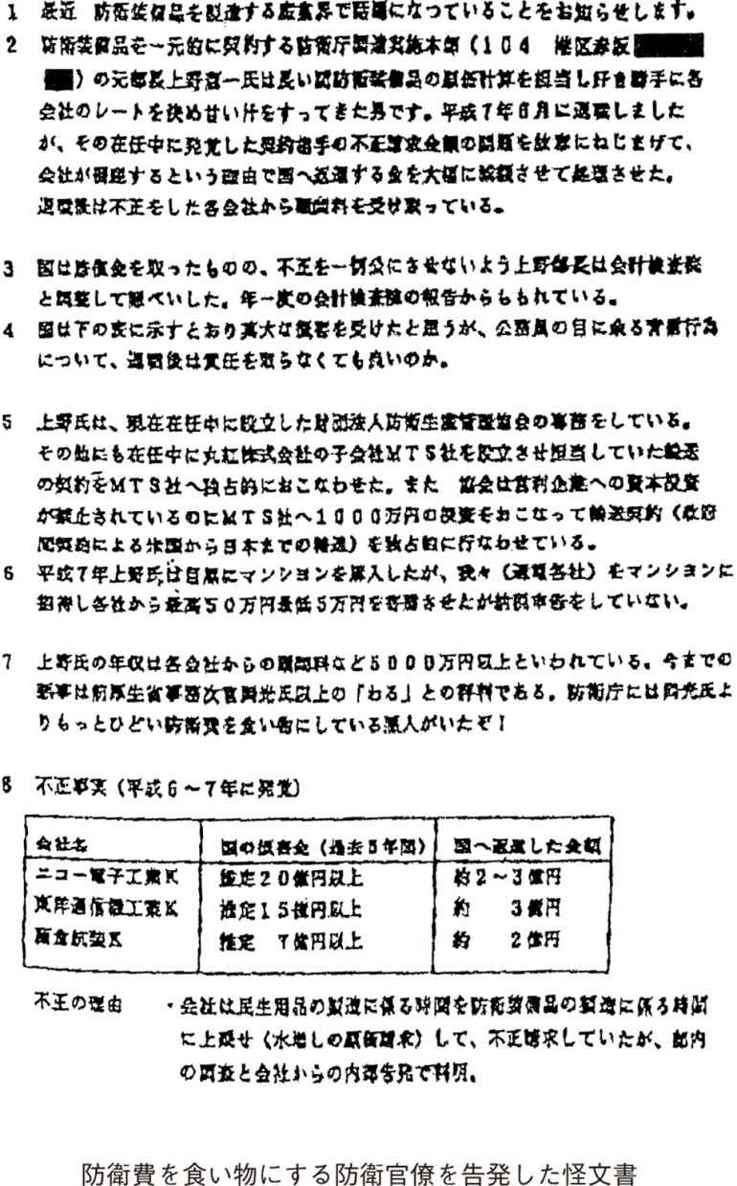 1 最近 防衛装備品を製造する産業界で話題になっていることをお知らせします。
2 防衛装備品を一元的に契約する防衛庁調達実施本部(104 港区赤坂
)の元部長上野憲一氏は長い間防衛装備品の原価計算を担当し好き勝手に各
会社のレートを決めせい汁をすってきた男です。平成7年6月に退職しました
が、その在任中に発覚した契約相手の不正請求金額の問題を故意にねじまげて、
会社が倒産するという理由で国へ返還する金を大幅に減額させて処理させた。
退職後は不正をした各会社から顧問料を受け取っている。
3 国は賠償金を取ったものの、不正を一切公にさせないよう上野部長は会計検査院
と調整して隠ぺいした。年一度の会計検査院の報告からももれている。
4 国は下の表に示すとおり莫大な損害を受けたと思うが、公務員の目に余る背信行為
について、退職後は責任を取らなくても良いのか。
5 上野氏は、現在在任中に設立した財団法人防衛生産管理協会の専務をしている。
その他にも在任中に丸紅株式会社の子会社MTS社を設立させ担当していた輸送
の契約をMTS社へ独占的におこなわせた。また 協会は営利企業への資本投資
が禁止されているのにMTS社へ1000万円の投資をおこなって輸送契約(政府
間契約による米国から日本までの輸送)を独占的に行なわせている。
6 平成7年上野氏は目黒にマンションを購入したが、我々(通電各社)をマンションに
招待し各社から最高50万円最低5万円を寄贈させたが納税申告をしていない。
7 上野氏の年収は各会社からの顧問料など5000万円以上といわれている。今までの
悪事は前厚生省事務次官岡光氏以上の「わる」との評判である。防衛庁には岡光氏よ
りもっとひどい防衛費を食い物にしている悪人がいたぞ!
8 不正事実(平成6~7年に発覚)
会社名 国の損害金(過去5年間) 国へ返還した金額
ニコー電子工業K 推定20億円以上 約2~3億円
東洋通信機工業K 推定15億円以上 約 3億円
K 推定 7億円以上 約 2億円
不正の理由 ・会社は民生用品の製造に係る時間を防衛装備品の製造に係る時間
に上乗せ(水増しの原価請求)して、不正請求していたが、部内
の調査と会社からの内部告発で判明。
防衛費を食い物にする防衛官僚を告発した怪文書